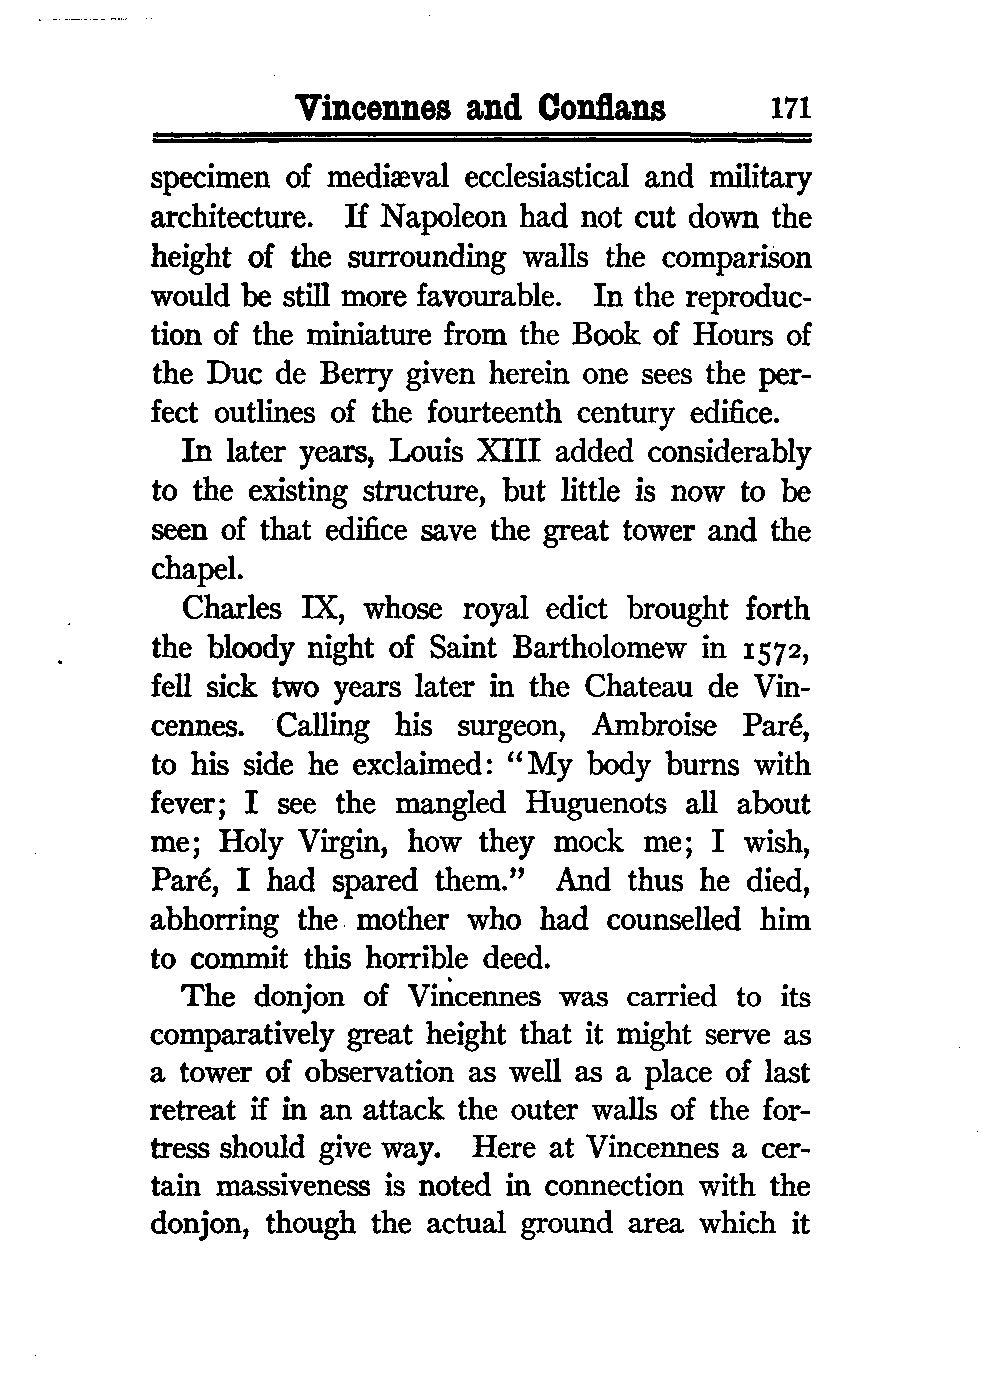 Vincennes and Conflans 171
specimen of mediæval ecclesiastical and military
architecture. If Napoleon had not cut down the
height of the surrounding walls the comparison
would be still more favourable. In the reproduc-
tion of the miniature from the Book of Hours of
the Duc de Berry given herein one sees the per-
fect outlines of the fourteenth century edifice.
In later years, Louis XIII added considerably
to the existing structure, but little is now to be
seen of that edifice save the great tower and the
chapel.
Charles IX, whose royal edict brought forth
the bloody night of Saint Bartholomew in 1572,
fell sick two years later in the Chateau de Vin-
cennes. Calling his surgeon, Ambroise Paré,
to his side he exclaimed: “My body burns with
fever; I see the mangled Huguenots all about
me; Holy Virgin, how they mock me; I wish,
Paré, I had spared them.” And thus he died,
abhorring the mother who had counselled him
to commit this horrible deed.
The donjon of Vincennes was carried to its
comparatively great height that it might serve as
a tower of observation as well as a place of last
retreat if in an attack the outer walls of the for-
tress should give way. Here at Vincennes a cer-
tain massiveness is noted in connection with the
donjon, though the actual ground area which it